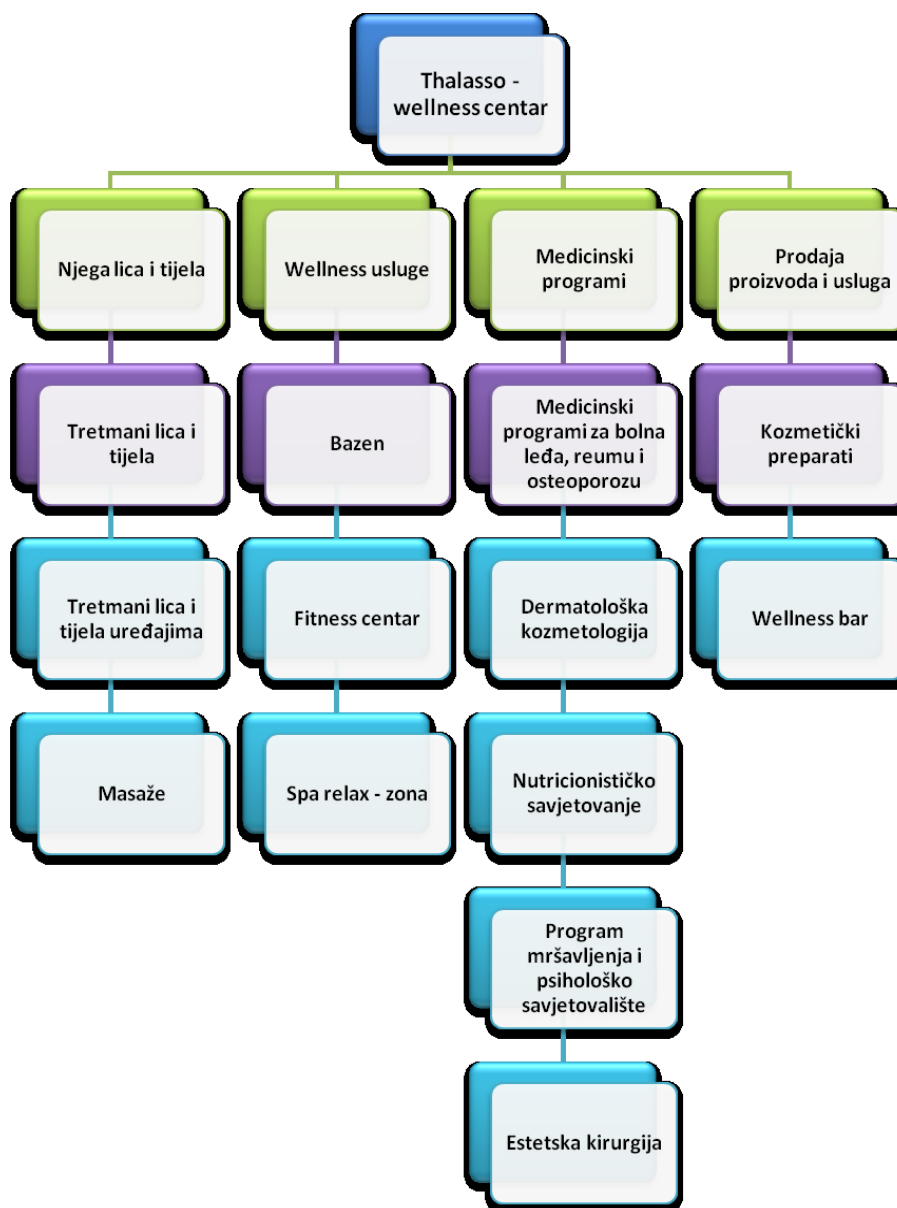 Thalasso -
wellness centar
Njega lica i tijela
Wellness usluge
Medicinski
programi
Prodaja
proizvoda i usluga
Tretmani lica i
tijela
Bazen
Medicinski
programi za bolna
leđa, reumu i
osteoporozu
Kozmetički
preparati
Tretmani lica i
tijela uređajima
Fitness centar
Dermatološka
kozmetologija
Wellness bar
Masaže
Spa relax - zona
Nutricionističko
savjetovanje
Program
mršavljenja i
psihološko
savjetovalište
Estetska kirurgija